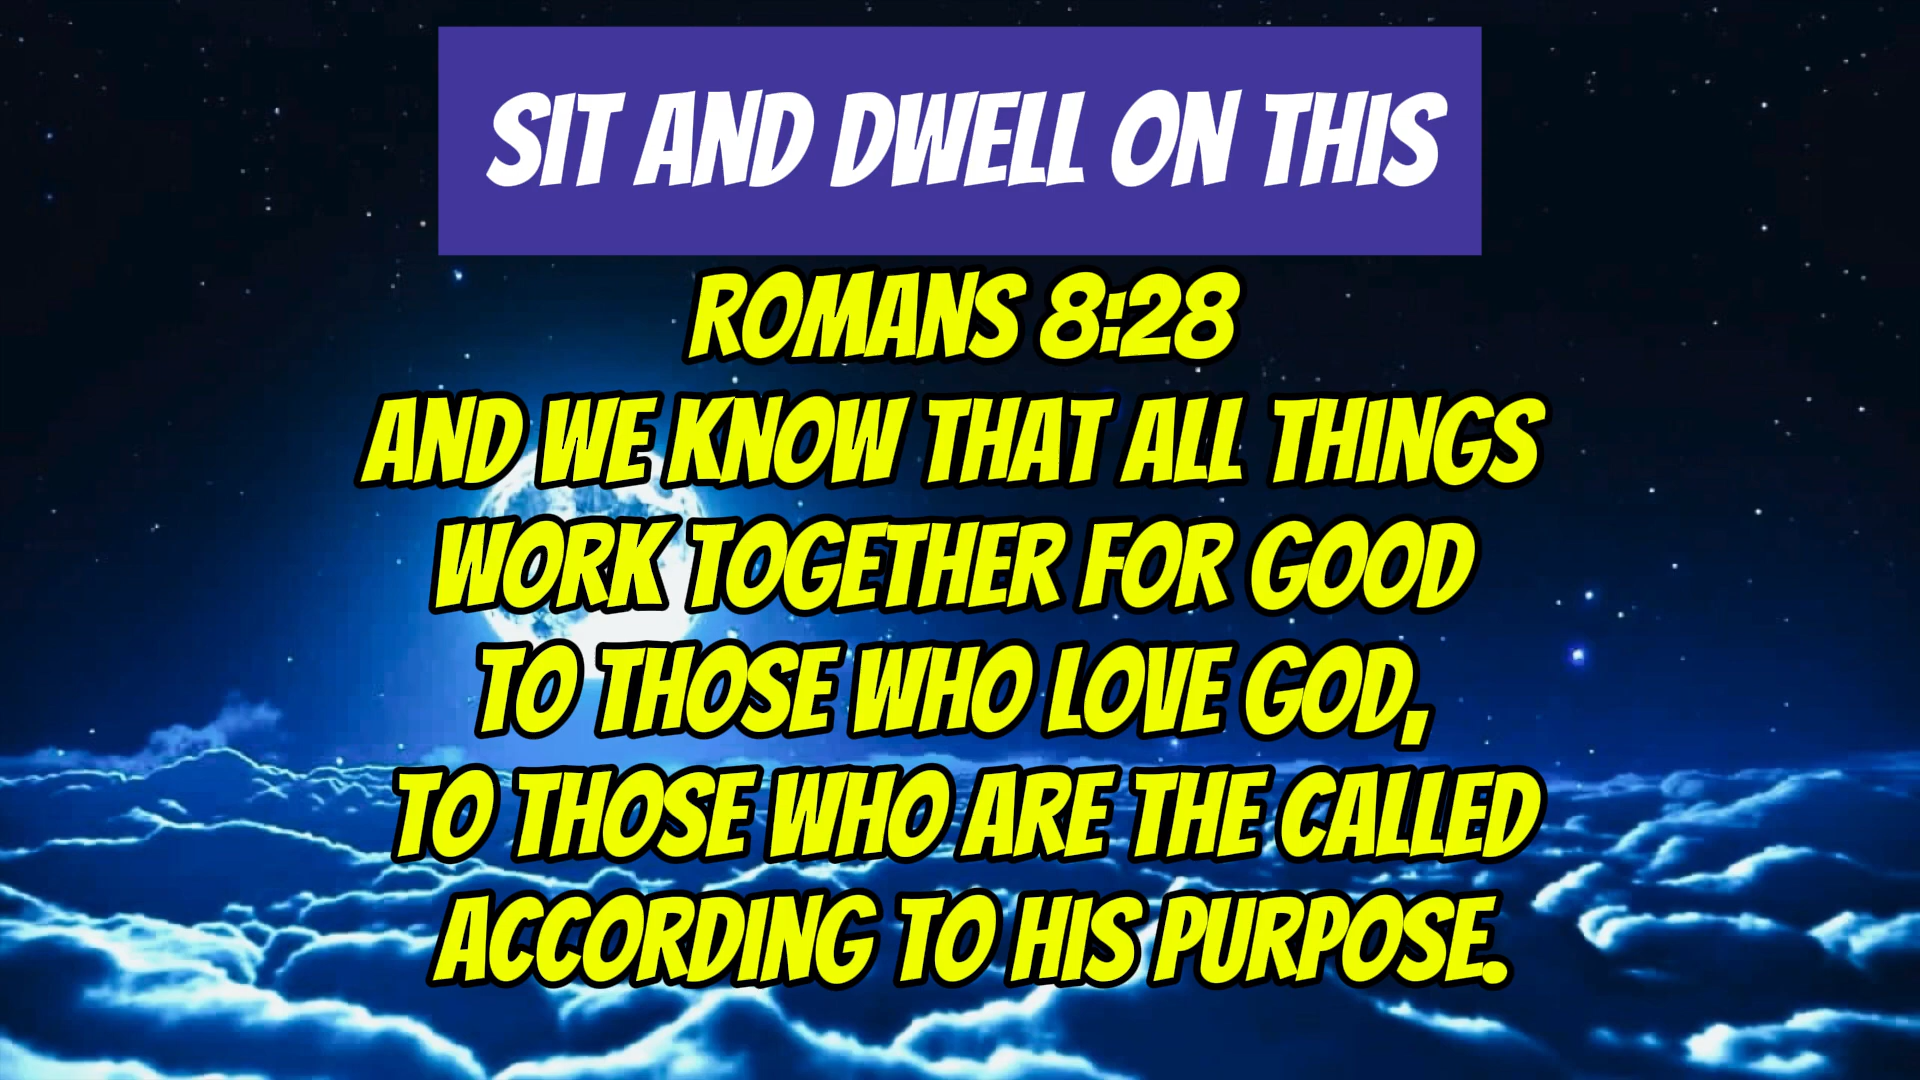 SIT AND DWELL ON THIS
ROMANS 8:28
AND WE KNOW THAT ALL THINGS
WORK TOGETHER FOR GOOD
TO THOSE WHO LOVE GOD,
TO THOSE WHO ARE THE CALLED
ACCORDING TO HIS PURPOSE.